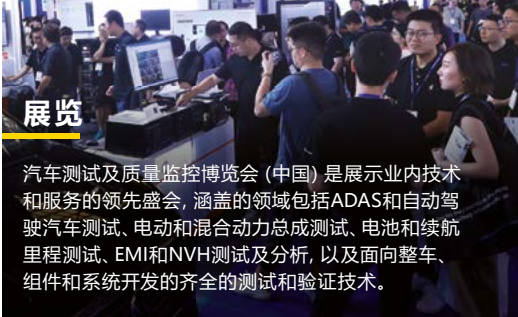 展览
汽车测试及质量监控博览会 (中国) 是展示业内技术
和服务的领先盛会, 涵盖的领域包括ADAS和自动驾
驶汽车测试、电动和混合动力总成测试、电池和续航
里程测试、EMI和NVH测试及分析, 以及面向整车、
组件和系统开发的齐全的测试和验证技术。